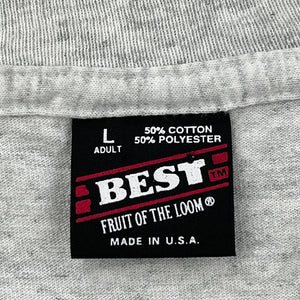 L
ADULT
50% COTTON
50% POLYESTER
BEST TM
FRUIT OF THE LOOM®
MADE IN U.S.A.